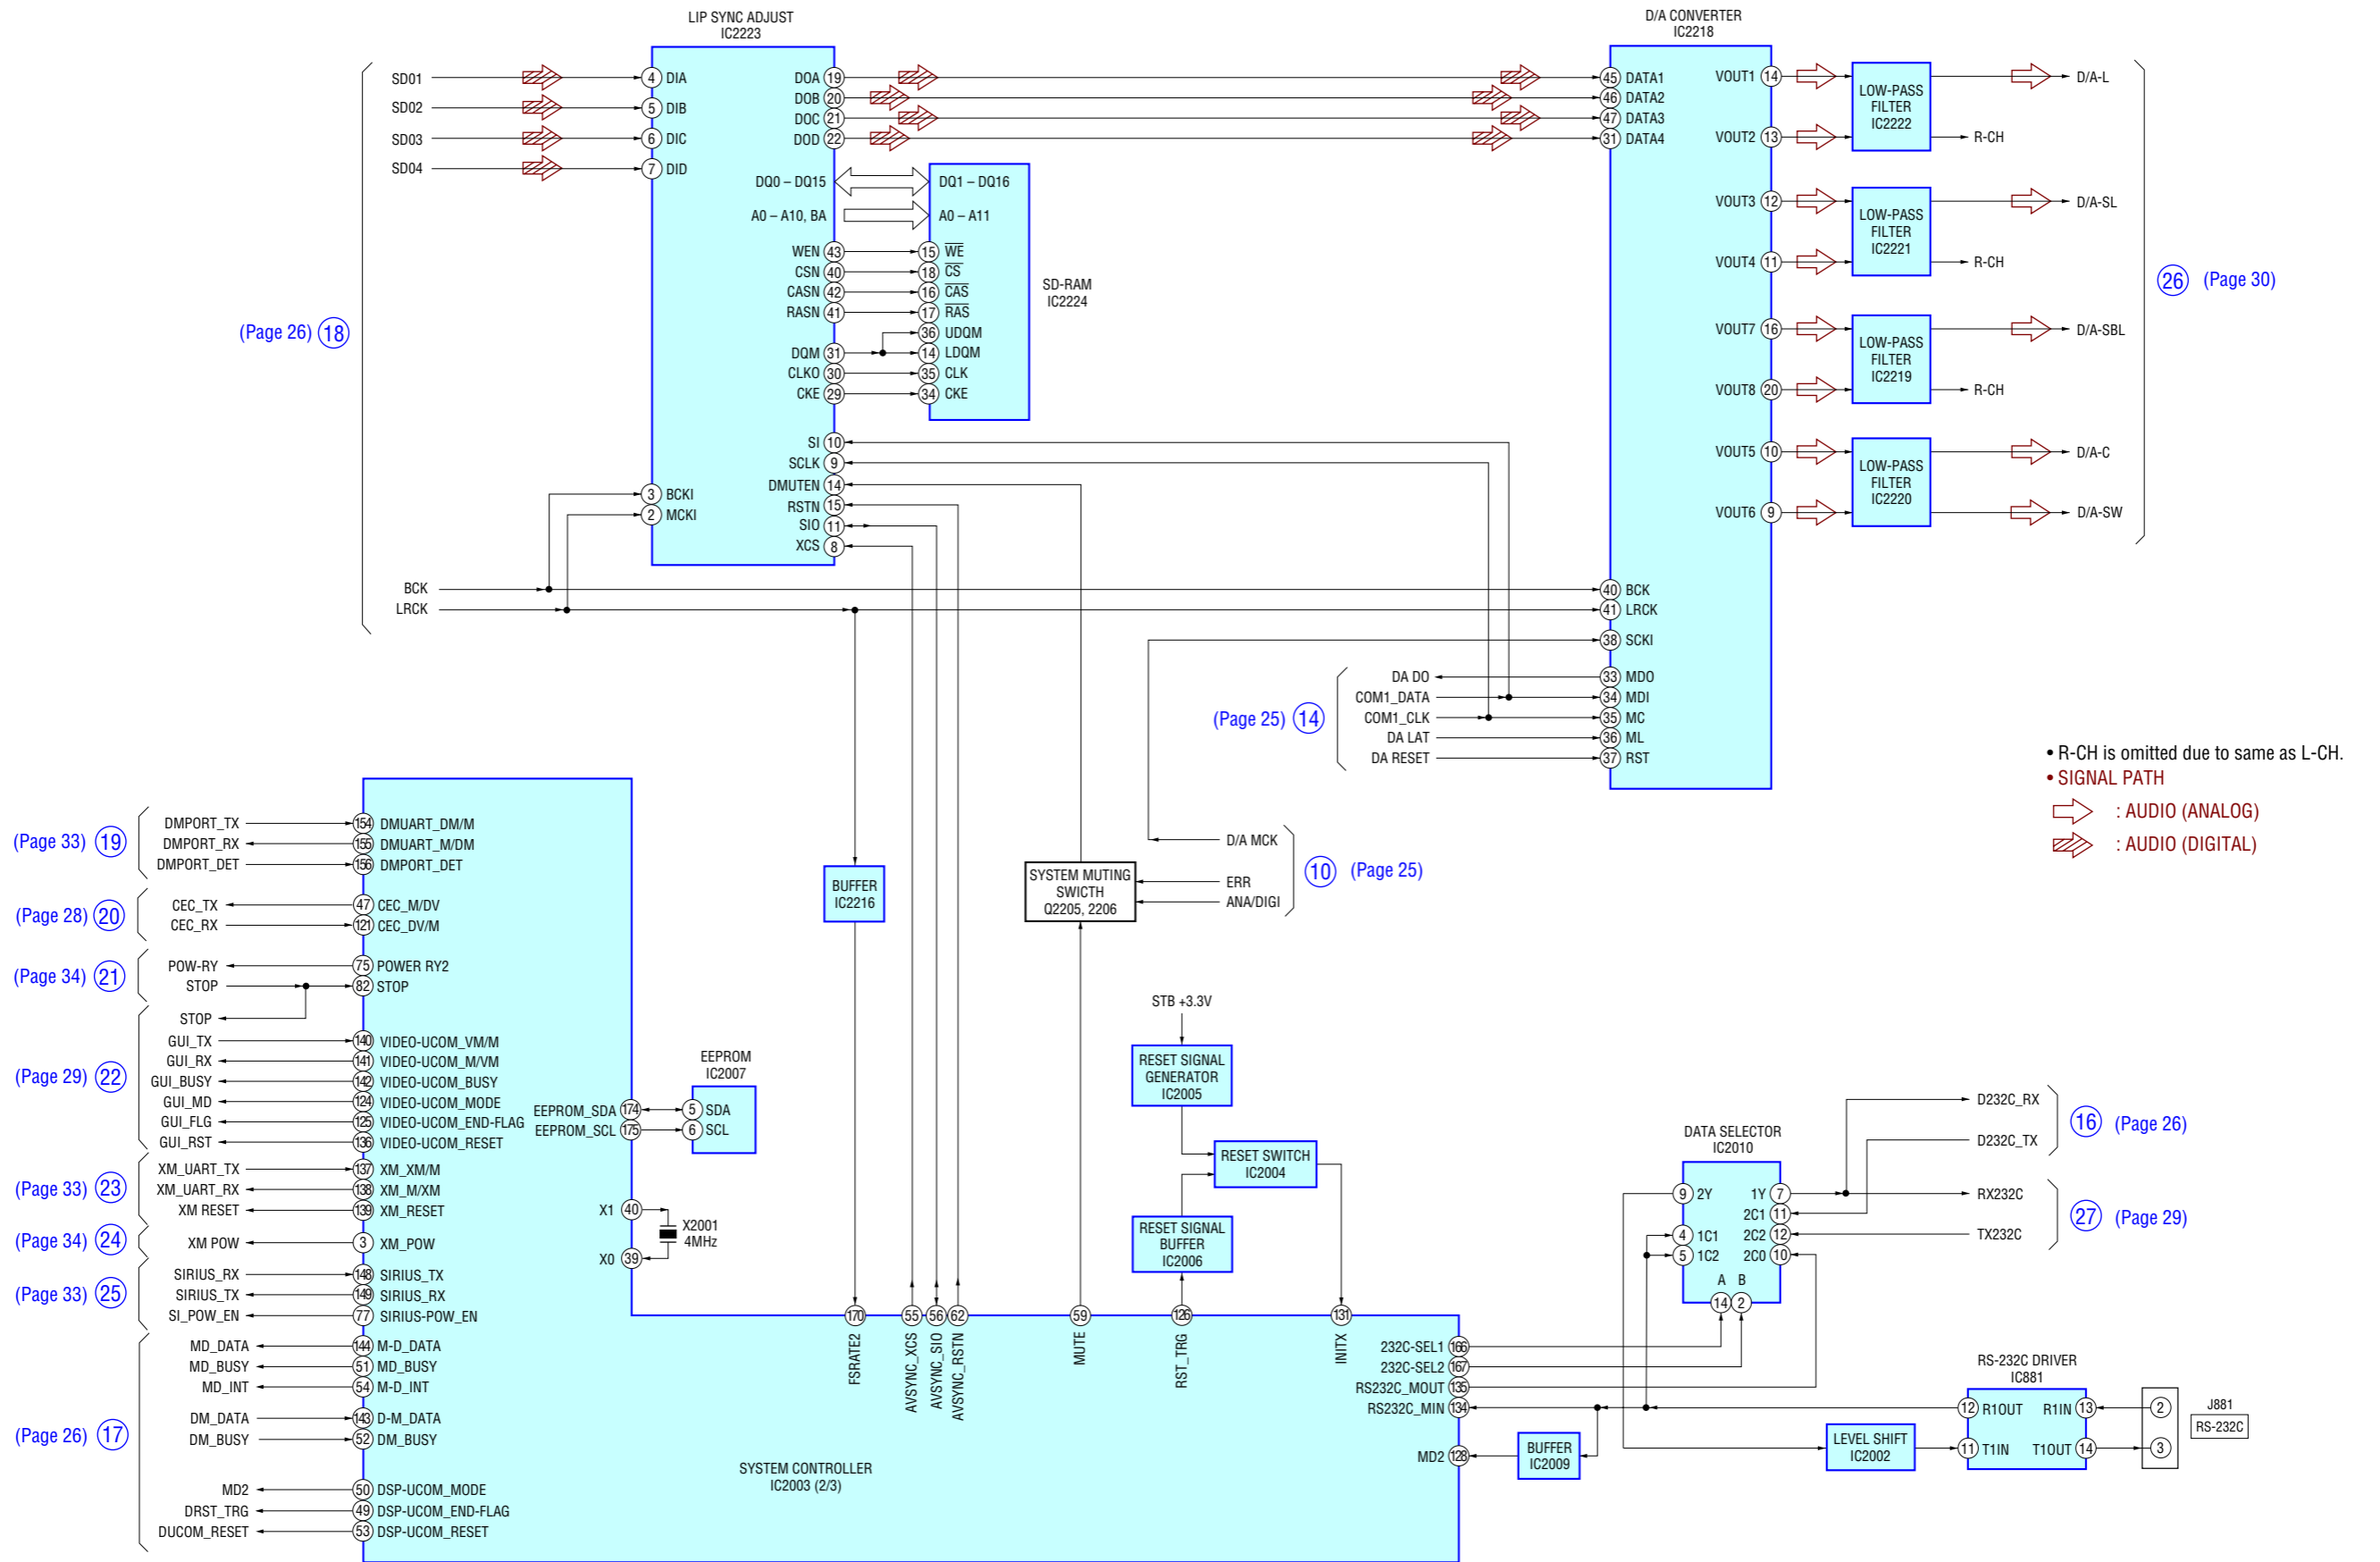 LIP SYNC ADJUST
IC2223
SD01
SD02
SD03
SD04
4 DIA
5 DIB
6 DIC
7 DID
DOA 19
DOB 20
DOC 21
DOD 22
DQ0 – DQ15
A0 – A10, BA
WEN 43
CSN 40
CASN 42
RASN 41
DQM 31
CLKO 30
CKE 29
SI 10
SCLK 9
DMUTEN 14
RSTN 15
SIO 11
XCS 8
3 BCKI
2 MCKI
BCK
LRCK
(Page 26) 18
DQ1 – DQ16
A0 – A11
15 WE
18 CS
16 CAS
17 RAS
36 UDQM
14 LDQM
35 CLK
34 CKE
SD-RAM
IC2224
D/A CONVERTER
IC2218
45 DATA1
46 DATA2
47 DATA3
31 DATA4
VOUT1 14
VOUT2 13
VOUT3 12
VOUT4 11
VOUT7 16
VOUT8 20
VOUT5 10
VOUT6 9
40 BCK
41 LRCK
38 SCKI
33 MDO
34 MDI
35 MC
36 ML
37 RST
LOW-PASS
FILTER
IC2222
LOW-PASS
FILTER
IC2221
LOW-PASS
FILTER
IC2219
LOW-PASS
FILTER
IC2220
D/A-L
R-CH
D/A-SL
R-CH
D/A-SBL
R-CH
D/A-C
D/A-SW
26 (Page 30)
DA DO
COM1_DATA
COM1_CLK
DA LAT
DA RESET
(Page 25) 14
• R-CH is omitted due to same as L-CH.
• SIGNAL PATH
: AUDIO (ANALOG)
: AUDIO (DIGITAL)
D/A MCK
ERR
ANA/DIGI
10 (Page 25)
SYSTEM MUTING
SWICTH
Q2205, 2206
BUFFER
IC2216
(Page 33) 19
DMPORT_TX
DMPORT_RX
DMPORT_DET
154 DMUART_DM/M
155 DMUART_M/DM
156 DMPORT_DET
(Page 28) 20
CEC_TX
CEC_RX
47 CEC_M/DV
121 CEC_DV/M
(Page 34) 21
POW-RY
STOP
75 POWER RY2
82 STOP
(Page 29) 22
STOP
GUI_TX
GUI_RX
GUI_BUSY
GUI_MD
GUI_FLG
GUI_RST
140 VIDEO-UCOM_VM/M
141 VIDEO-UCOM_M/VM
142 VIDEO-UCOM_BUSY
124 VIDEO-UCOM_MODE
125 VIDEO-UCOM_END-FLAG
136 VIDEO-UCOM_RESET
(Page 33) 23
XM_UART_TX
XM_UART_RX
XM RESET
137 XM_XM/M
138 XM_M/XM
139 XM_RESET
(Page 34) 24
XM POW
3 XM_POW
(Page 33) 25
SIRIUS_RX
SIRIUS_TX
SI_POW_EN
148 SIRIUS_TX
149 SIRIUS_RX
77 SIRIUS-POW_EN
(Page 26) 17
MD_DATA
MD_BUSY
MD_INT
DM_DATA
DM_BUSY
MD2
DRST_TRG
DUCOM_RESET
144 M-D_DATA
51 MD_BUSY
54 M-D_INT
143 D-M_DATA
52 DM_BUSY
50 DSP-UCOM_MODE
49 DSP-UCOM_END-FLAG
53 DSP-UCOM_RESET
EEPROM
IC2007
EEPROM_SDA 174
EEPROM_SCL 175
5 SDA
6 SCL
X1 40
X0 39
X2001
4MHz
170
FSRATE2
55
AVSYNC_XCS
56
AVSYNC_SIO
62
AVSYNC_RSTN
59
MUTE
126
RST_TRG
131
INITX
SYSTEM CONTROLLER
IC2003 (2/3)
STB +3.3V
RESET SIGNAL
GENERATOR
IC2005
RESET SWITCH
IC2004
RESET SIGNAL
BUFFER
IC2006
232C-SEL1 166
232C-SEL2 167
RS232C_MOUT 135
RS232C_MIN 134
MD2 128
BUFFER
IC2009
DATA SELECTOR
IC2010
9 2Y
4 1C1
5 1C2
1Y 7
2C1 11
2C2 12
2C0 10
A B
14 2
D232C_RX
D232C_TX
16 (Page 26)
RX232C
TX232C
27 (Page 29)
LEVEL SHIFT
IC2002
RS-232C DRIVER
IC881
12 R1OUT R1IN 13
11 T1IN T1OUT 14
2
3
J881
RS-232C